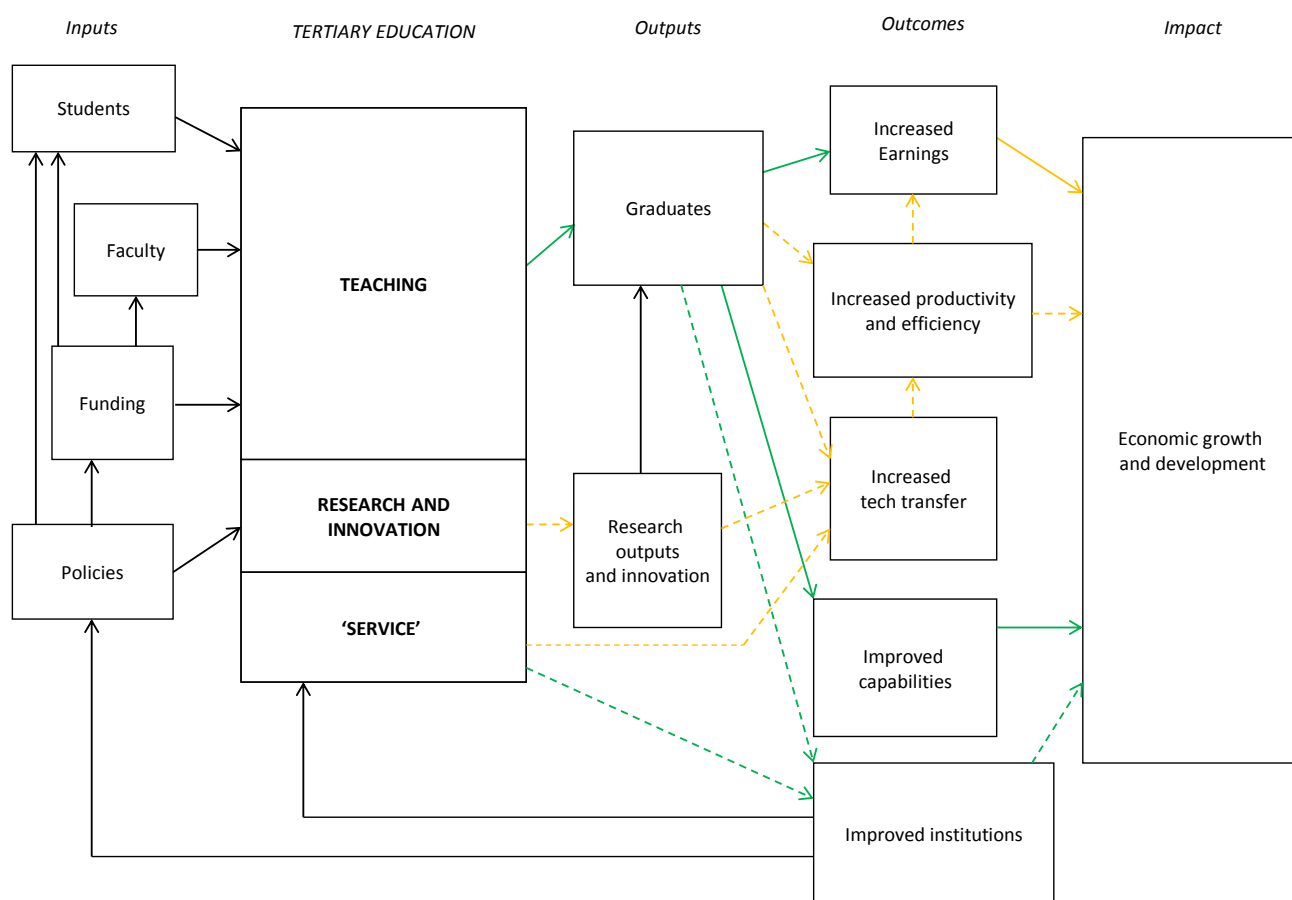 Inputs
TERTIARY EDUCATION
Outputs
Outcomes
Impact
Students
Faculty
Funding
Policies
TEACHING
RESEARCH AND
INNOVATION
‘SERVICE’
Graduates
Research
outputs
and innovation
Increased
Earnings
Increased productivity
and efficiency
Increased
tech transfer
Improved
capabilities
Improved institutions
Economic growth
and development